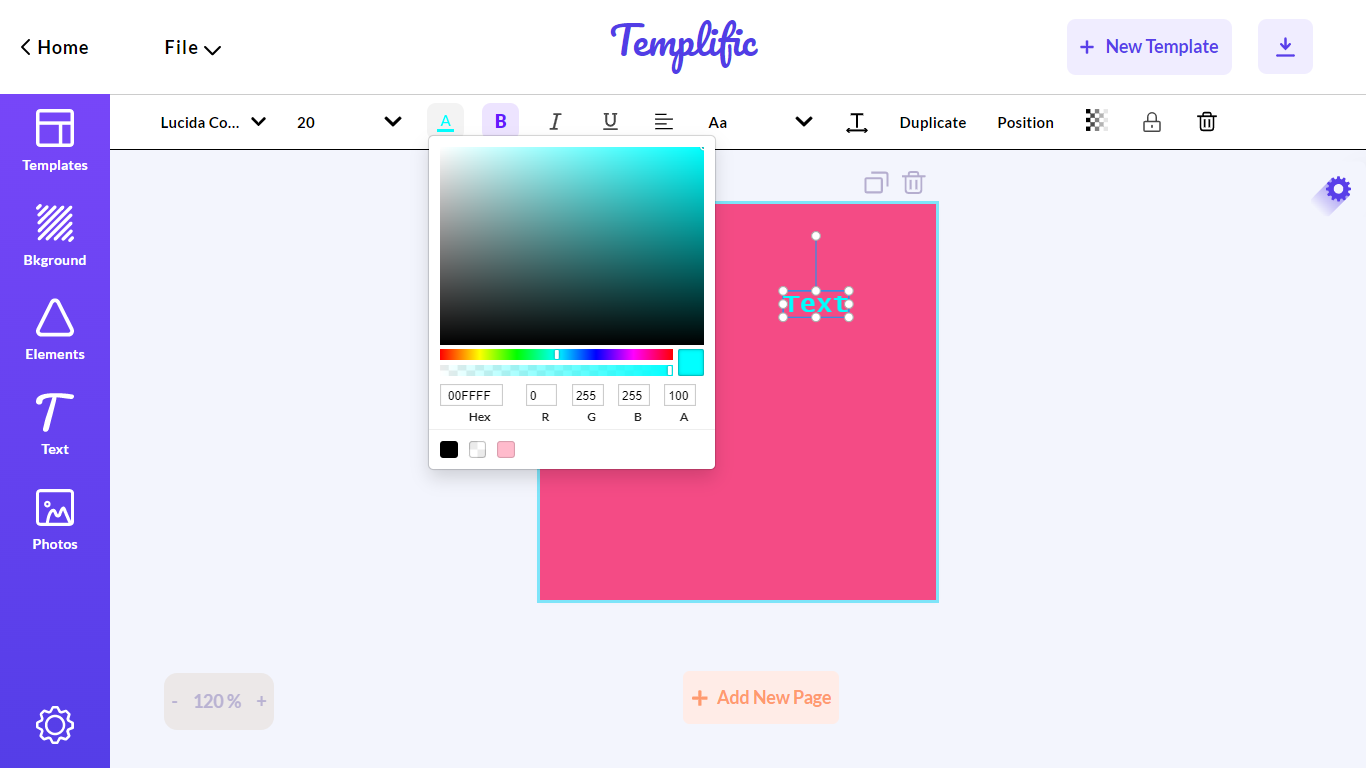 Home
File
Templific
+ New Template
Lucida Co...
20
A
B
I
U
Aa
Duplicate
Position
Templates
Bkground
Elements
Text
Photos
Text
00FFFF
0
255
255
100
Hex
R
G
B
A
- 120 % +
+ Add New Page